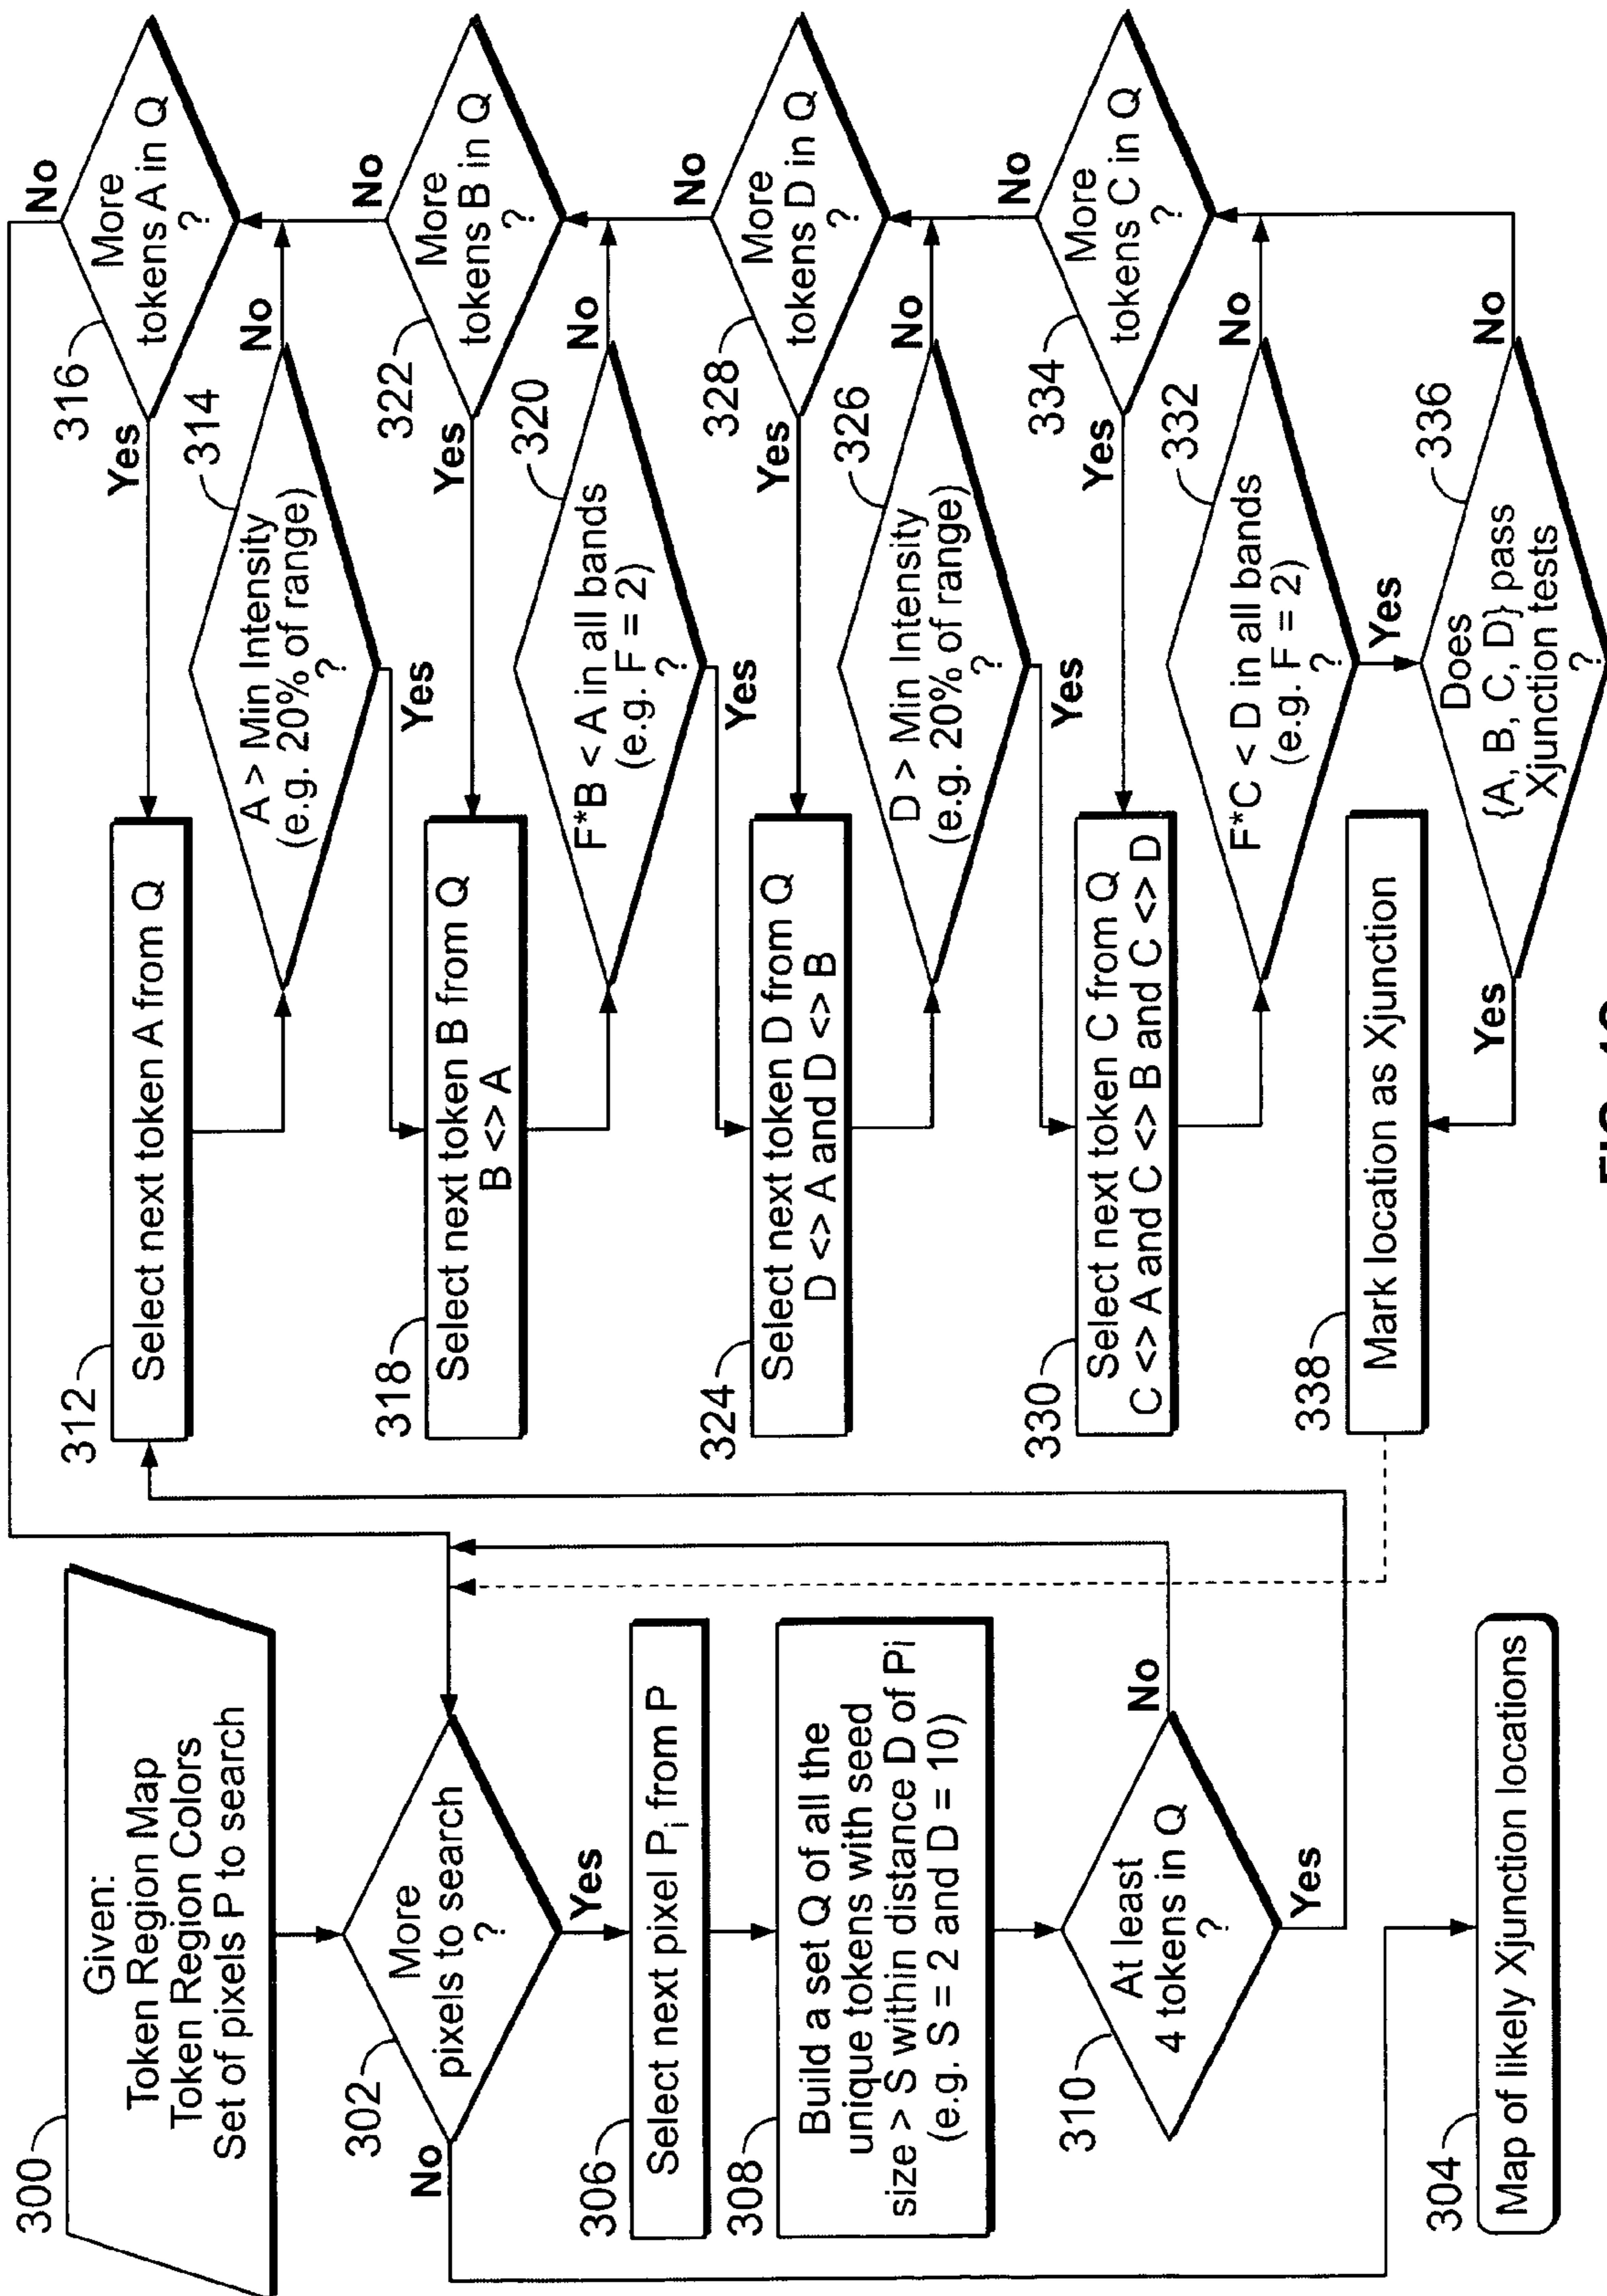 300
Given:
Token Region Map
Token Region Colors
Set of pixels P to search
302
More
pixels to search
?
No
Yes
306
Select next pixel Pi from P
308
Build a set Q of all the
unique tokens with seed
size > S within distance D of Pi
(e.g. S = 2 and D = 10)
310
At least
4 tokens in Q
?
No
Yes
304
Map of likely Xjunction locations
312
Select next token A from Q
314
A > Min Intensity
(e.g. 20% of range)
?
No
Yes
316
More
tokens A in Q
?
No
Yes
318
Select next token B from Q
B <> A
320
F*B < A in all bands
(e.g. F = 2)
?
No
Yes
322
More
tokens B in Q
?
No
Yes
324
Select next token D from Q
D <> A and D <> B
326
D > Min Intensity
(e.g. 20% of range)
?
No
Yes
328
More
tokens D in Q
?
No
Yes
330
Select next token C from Q
C <> A and C <> B and C <> D
332
F*C < D in all bands
(e.g. F = 2)
?
No
Yes
334
More
tokens C in Q
?
No
Yes
336
Does
{A, B, C, D} pass
Xjunction tests
?
No
Yes
338
Mark location as Xjunction